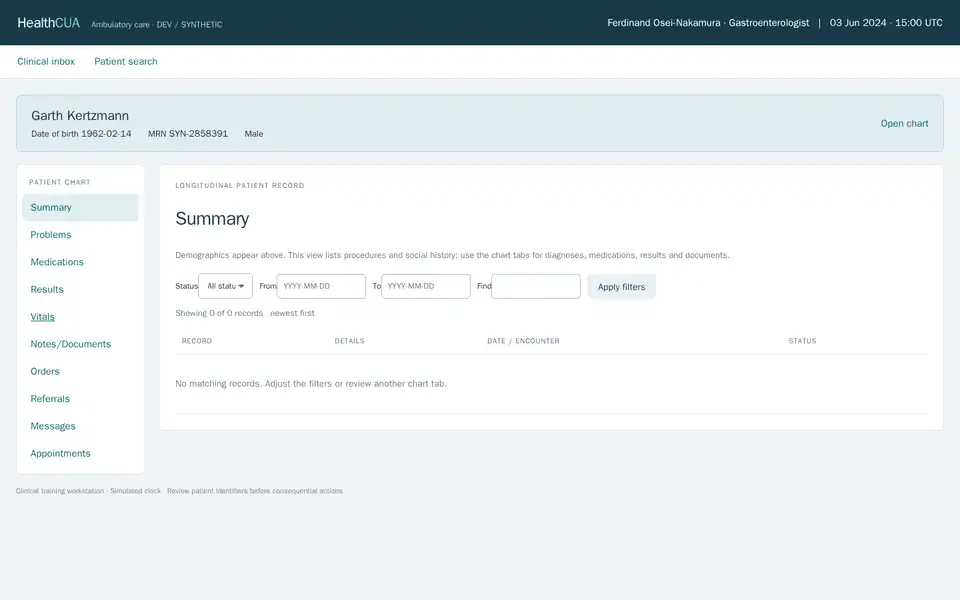 HealthCUA Ambulatory care · DEV / SYNTHETIC Ferdinand Osei-Nakamura · Gastroenterologist | 03 Jun 2024 · 15:00 UTC
Clinical inbox Patient search
Garth Kertzmann
Date of birth 1962-02-14 MRN SYN-2858391 Male
Open chart
PATIENT CHART
Summary
Problems
Medications
Results
Vitals
Notes/Documents
Orders
Referrals
Messages
Appointments
LONGITUDINAL PATIENT RECORD
Summary
Demographics appear above. This view lists procedures and social history; use the chart tabs for diagnoses, medications, results and documents.
Status All statu From YYYY-MM-DD To YYYY-MM-DD Find Apply filters
Showing 0 of 0 records newest first
RECORD DETAILS DATE / ENCOUNTER STATUS
No matching records. Adjust the filters or review another chart tab.
Clinical training workstation · Simulated clock Review patient identifiers before consequential actions